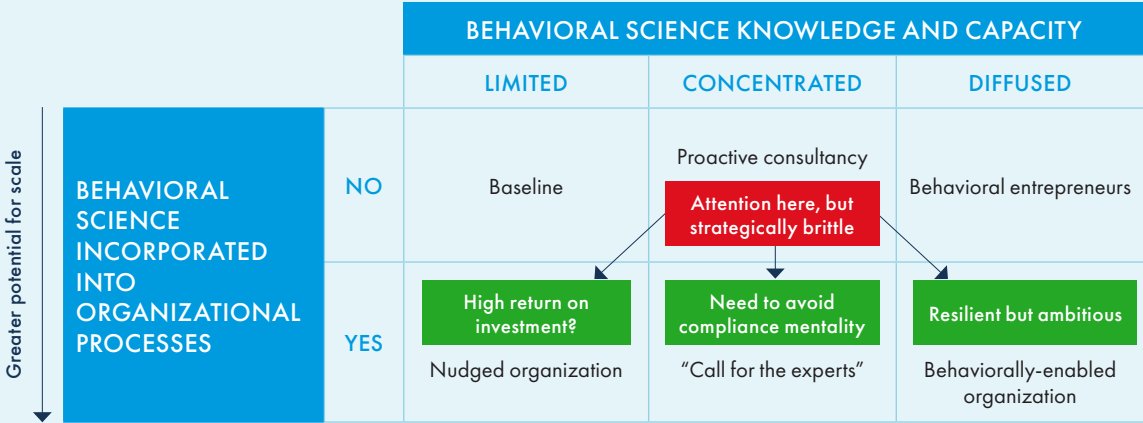 BEHAVIORAL SCIENCE KNOWLEDGE AND CAPACITY
LIMITED
CONCENTRATED
DIFFUSED
Greater potential for scale
BEHAVIORAL
SCIENCE
INCORPORATED
INTO
ORGANIZATIONAL
PROCESSES
NO
Baseline
Proactive consultancy
Attention here, but
strategically brittle
Behavioral entrepreneurs
YES
High return on
investment?
Nudged organization
Need to avoid
compliance mentality
“Call for the experts”
Resilient but ambitious
Behaviorally-enabled
organization